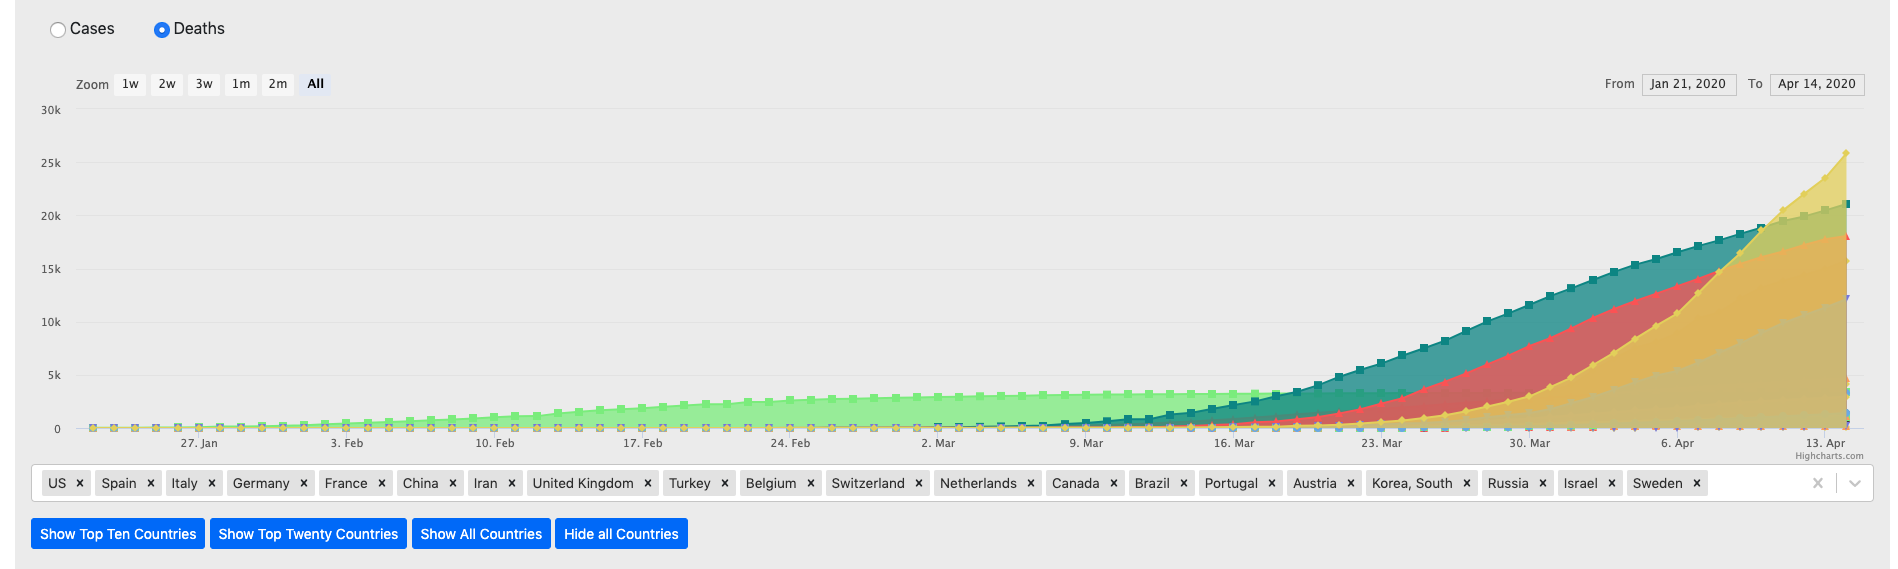 Cases Deaths
Zoom 1w 2w 3w 1m 2m All From Jan 21, 2020 To Apr 14, 2020
30k
25k
20k
15k
10k
5k
0
27. Jan 3. Feb 10. Feb 17. Feb 24. Feb 2. Mar 9. Mar 16. Mar 23. Mar 30. Mar 6. Apr 13. Apr
Highcharts.com
US × Spain × Italy × Germany × France × China × Iran × United Kingdom × Turkey × Belgium × Switzerland × Netherlands × Canada × Brazil × Portugal × Austria × Korea, South × Russia × Israel × Sweden ×
Show Top Ten Countries Show Top Twenty Countries Show All Countries Hide all Countries